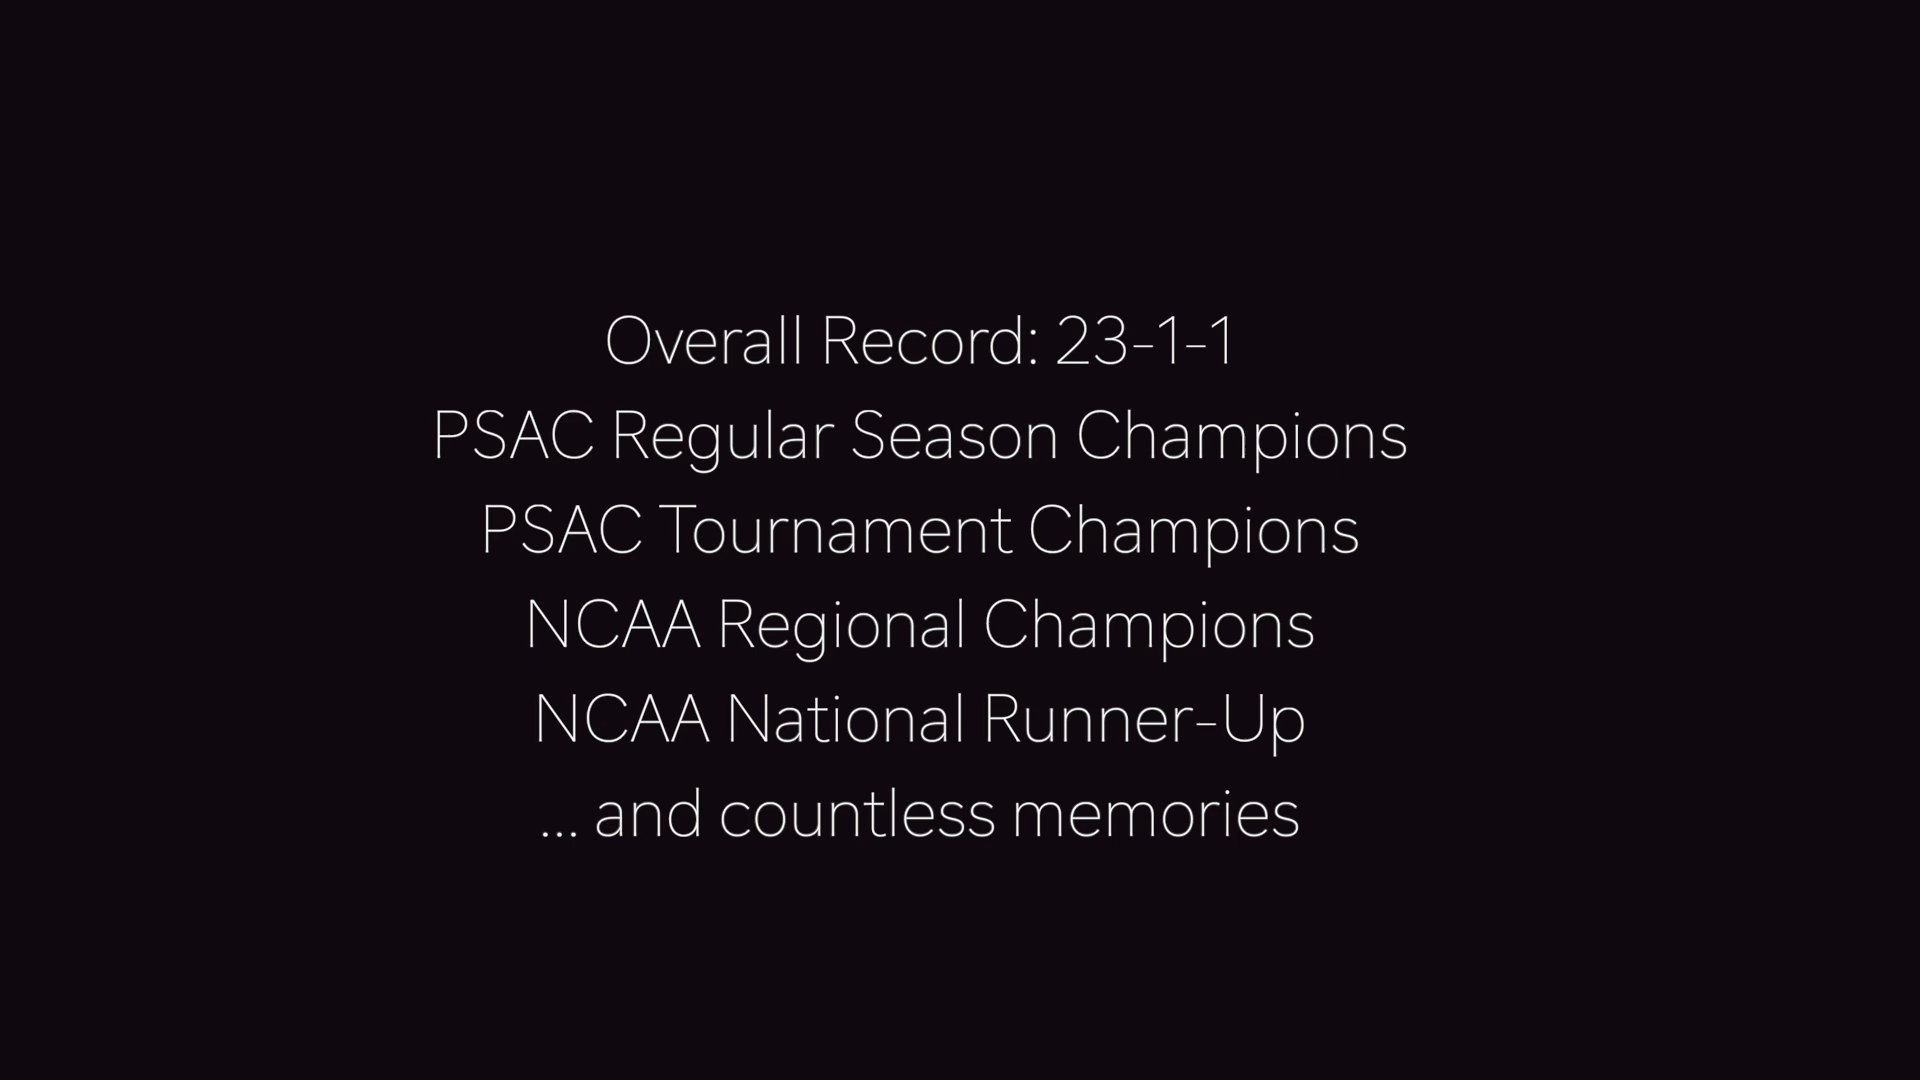 Overall Record: 23-1-1
PSAC Regular Season Champions
PSAC Tournament Champions
NCAA Regional Champions
NCAA National Runner-Up
... and countless memories